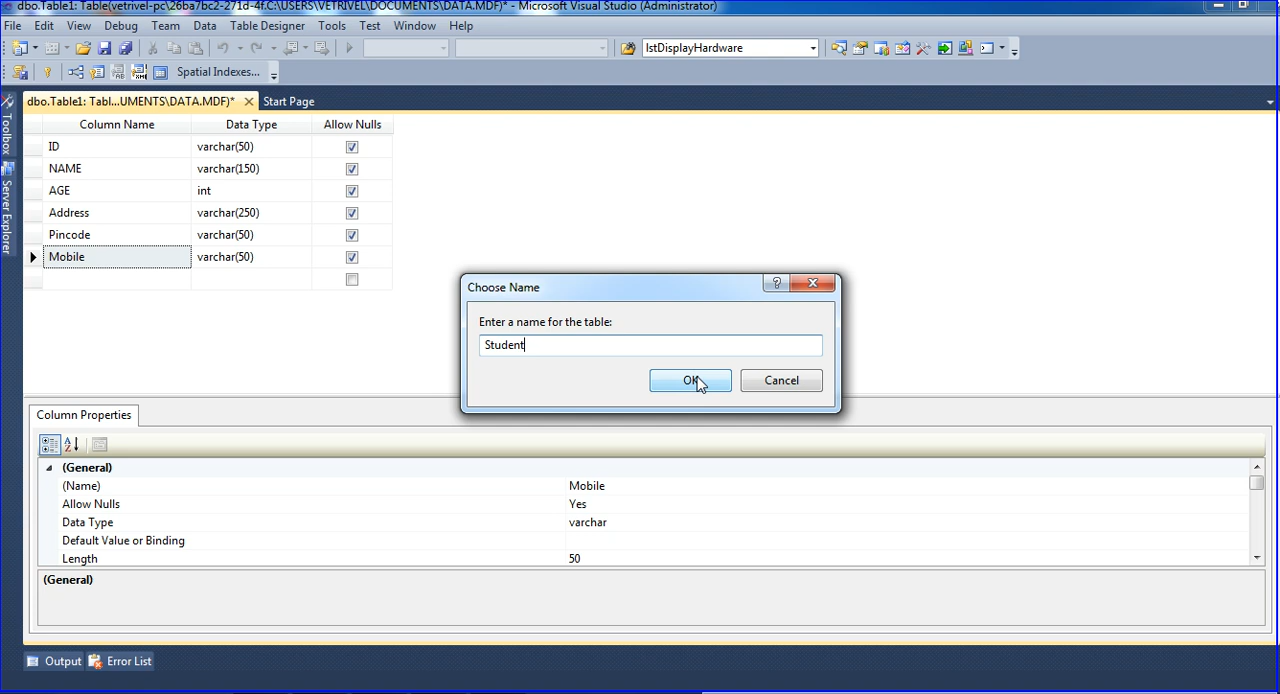 dbo.Table1: Table(vetrivel-pc\26ba7bc2-271d-4f.C:\USERS\VETRIVEL\DOCUMENTS\DATA.MDF)* - Microsoft Visual Studio (Administrator)
File Edit View Debug Team Data Table Designer Tools Test Window Help
lstDisplayHardware
Spatial Indexes...
dbo.Table1: Tabl...UMENTS\DATA.MDF)* Start Page
Toolbox
Server Explorer
Column Name Data Type Allow Nulls
ID varchar(50)
NAME varchar(150)
AGE int
Address varchar(250)
Pincode varchar(50)
Mobile varchar(50)
Choose Name
Enter a name for the table:
Student
OK Cancel
Column Properties
(General)
(Name) Mobile
Allow Nulls Yes
Data Type varchar
Default Value or Binding
Length 50
(General)
Output Error List